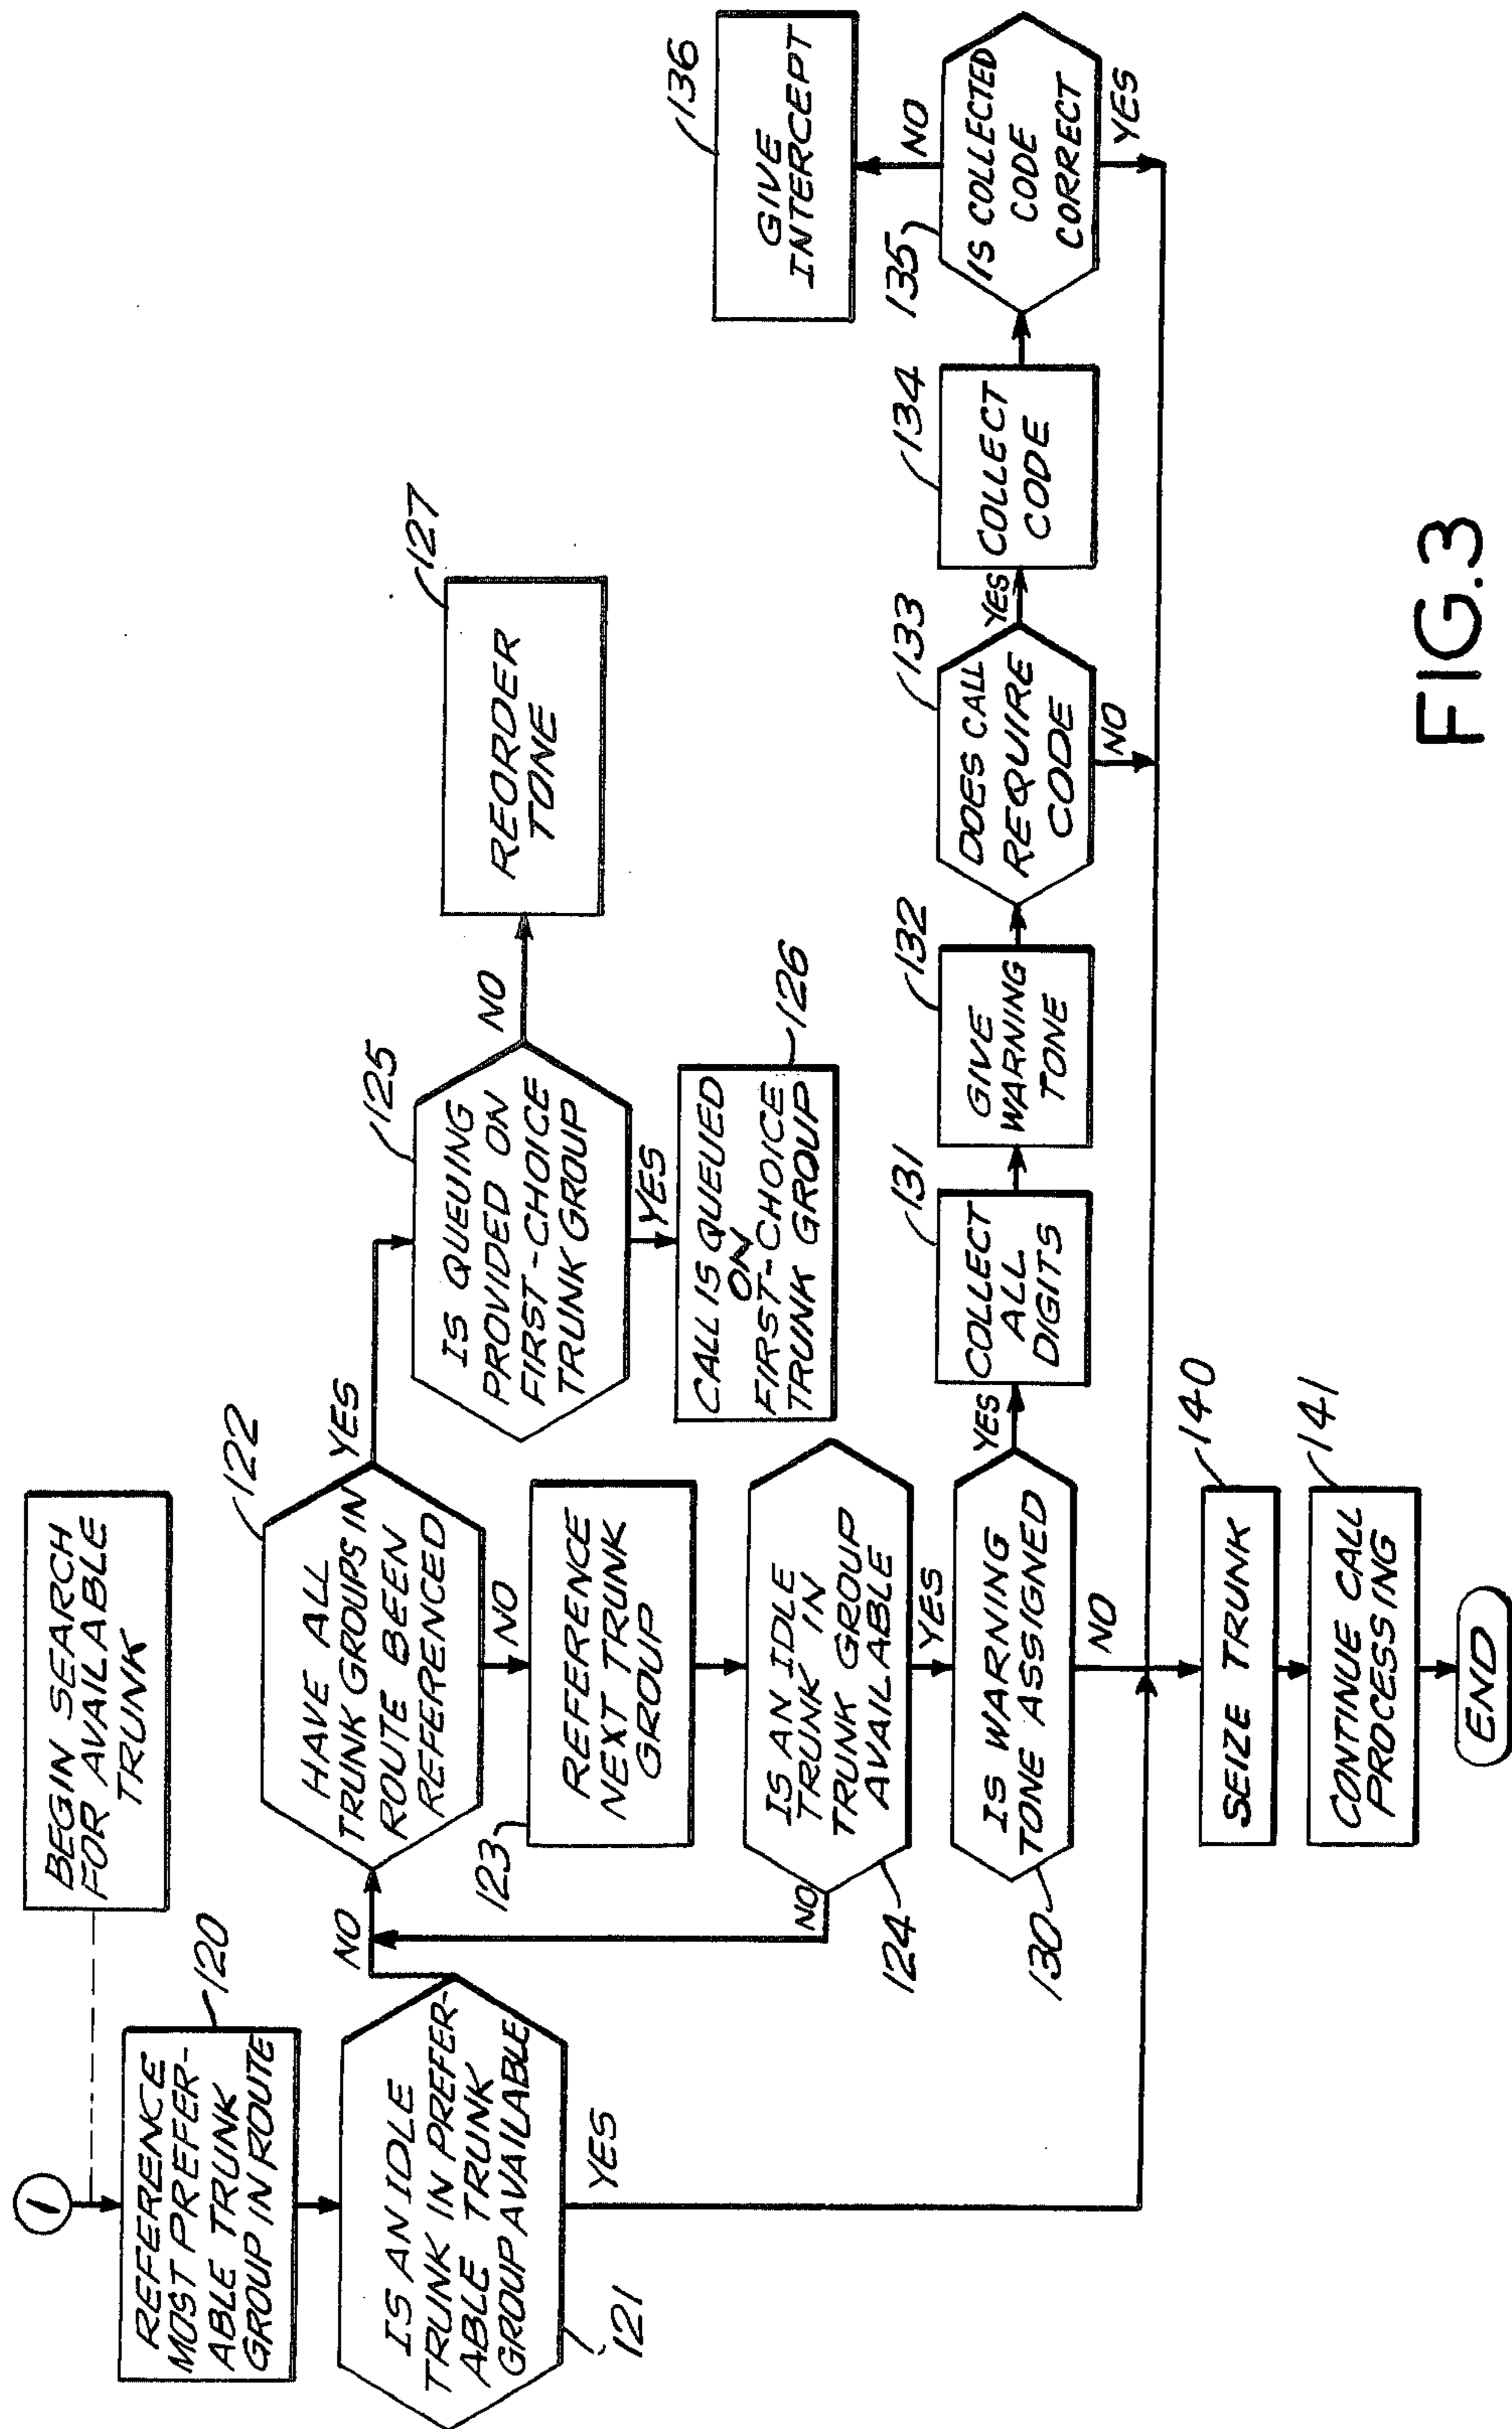 1
BEGIN SEARCH
FOR AVAILABLE
TRUNK
120
REFERENCE
MOST PREFER-
ABLE TRUNK
GROUP IN ROUTE
IS AN IDLE
TRUNK IN PREFER-
ABLE TRUNK
GROUP AVAILABLE
121
NO
YES
122
HAVE ALL
TRUNK GROUPS IN
ROUTE BEEN
REFERENCED
YES
NO
123
REFERENCE
NEXT TRUNK
GROUP
IS AN IDLE
TRUNK IN
TRUNK GROUP
AVAILABLE
124
NO
YES
125
IS QUEUING
PROVIDED ON
FIRST-CHOICE
TRUNK GROUP
NO
YES
127
REORDER
TONE
126
CALL IS QUEUED
ON
FIRST-CHOICE
TRUNK GROUP
IS WARNING
TONE ASSIGNED
130
YES
NO
131
COLLECT
ALL
DIGITS
132
GIVE
WARNING
TONE
133
DOES CALL
REQUIRE
CODE
YES
NO
134
COLLECT
CODE
135
IS COLLECTED
CODE
CORRECT
NO
YES
136
GIVE
INTERCEPT
140
SEIZE TRUNK
141
CONTINUE CALL
PROCESSING
END
FIG.3